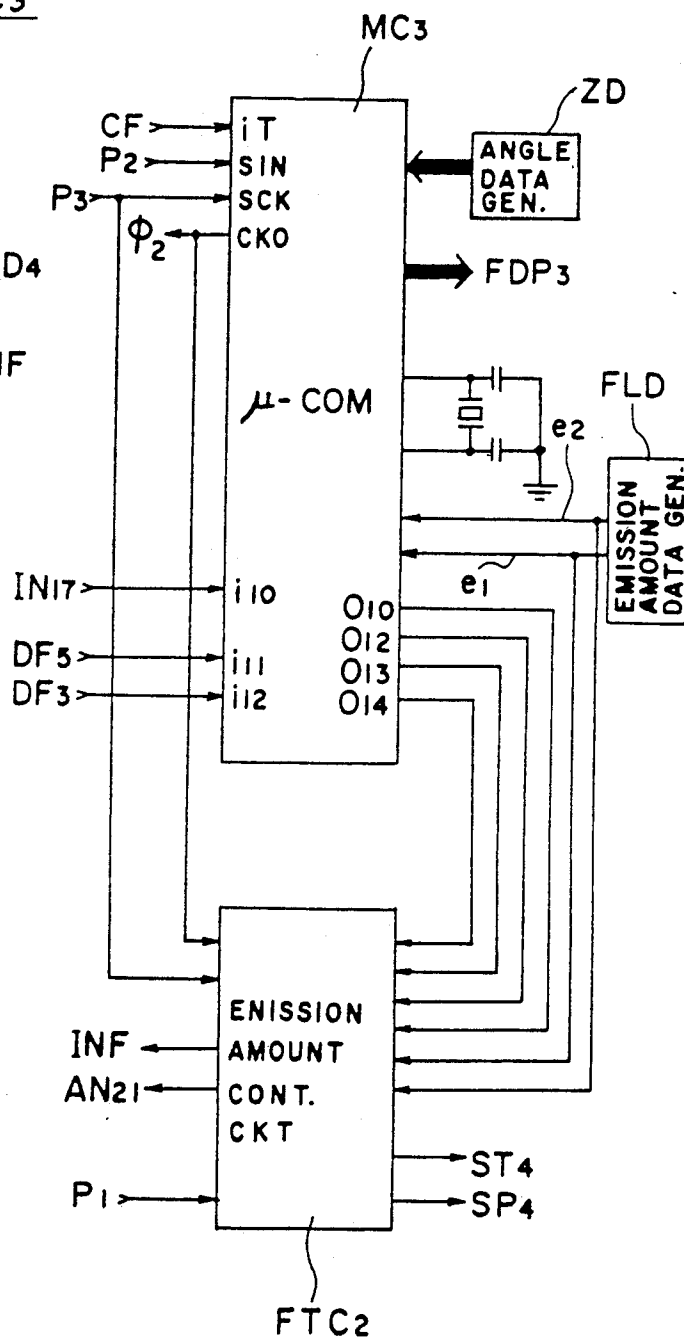 MC3
ZD
CF
iT
P2
SIN
P3
SCK
ϕ2
CKO
ANGLE
DATA
GEN.
D4
FDP3
μ-COM
FLD
e2
EMISSION
AMOUNT
DATA GEN.
e1
IN17
i10
O10
DF5
i11
O12
DF3
i12
O13
O14
ENISSION
INF
AMOUNT
AN21
CONT.
CKT
ST4
P1
SP4
FTC2